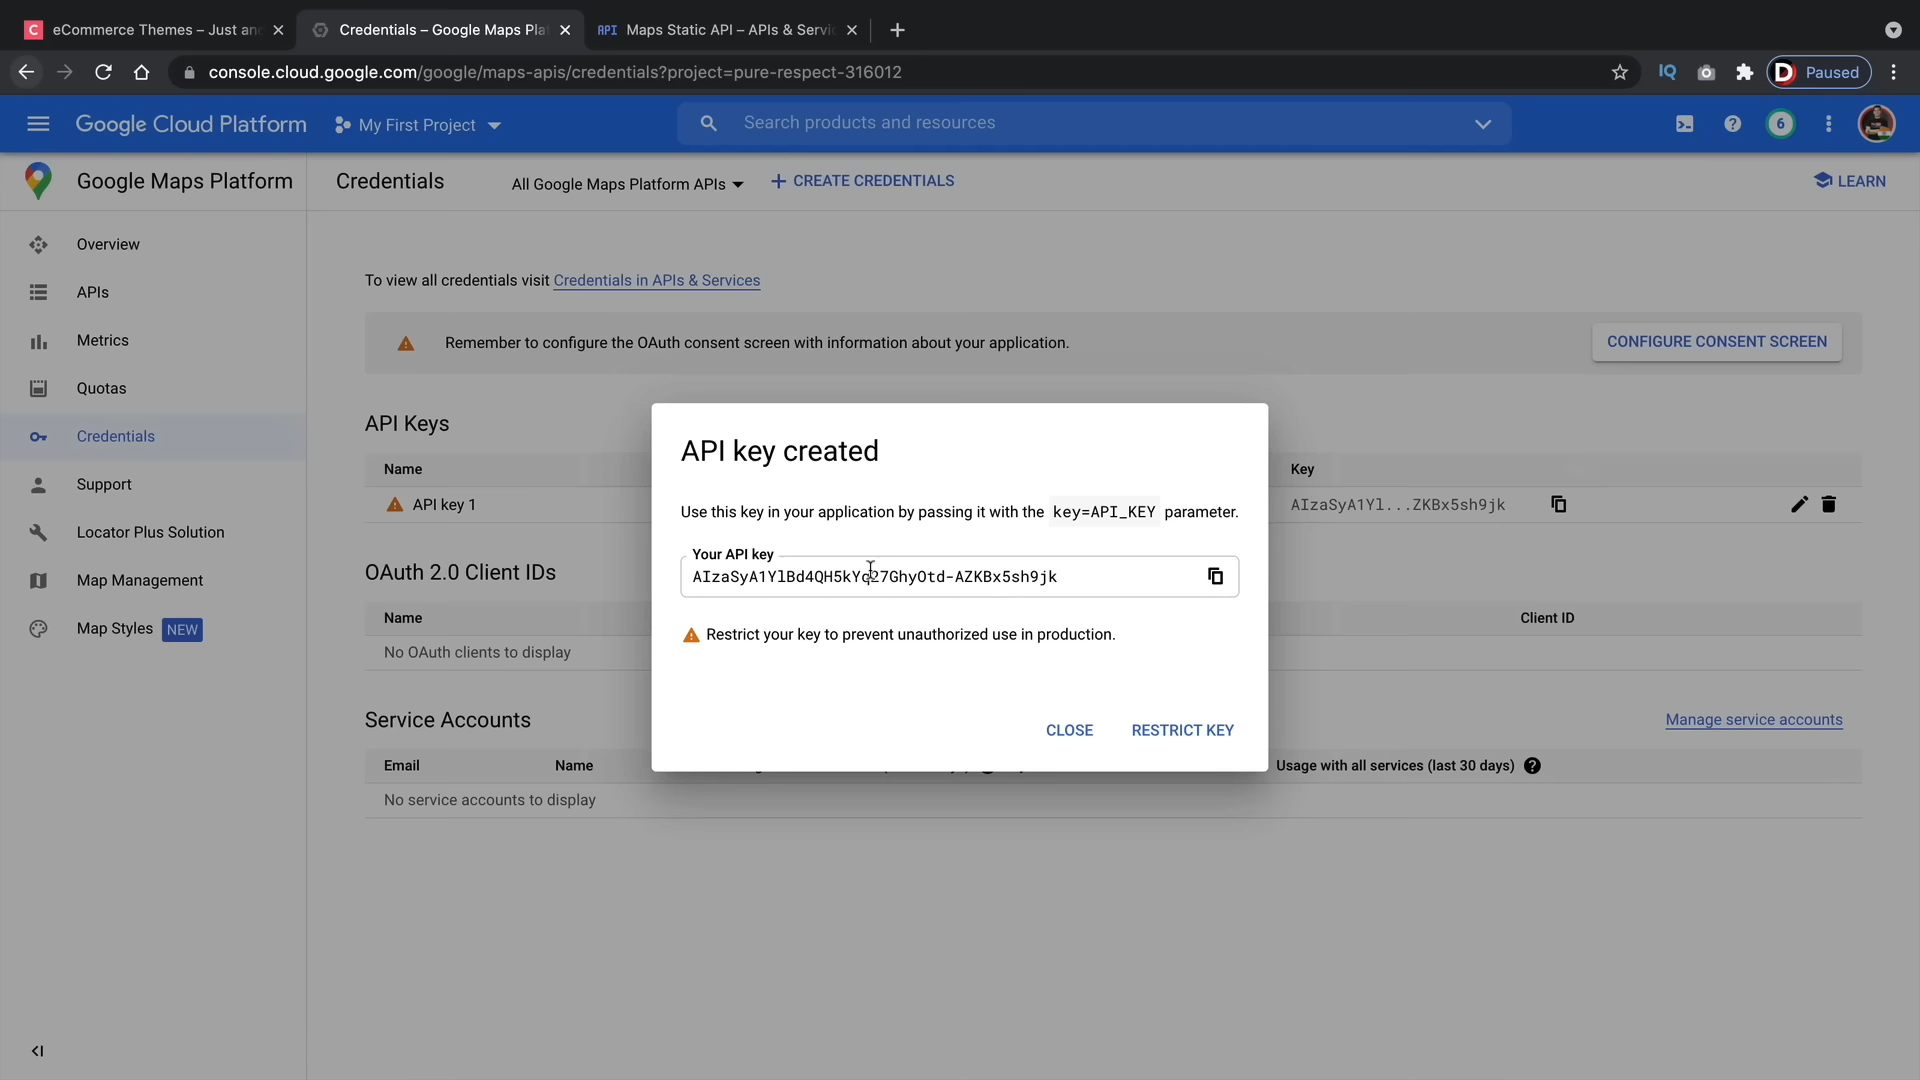 eCommerce Themes – Just an
Credentials – Google Maps Pla
API Maps Static API – APIs & Servi
console.cloud.google.com/google/maps-apis/credentials?project=pure-respect-316012
IQ
D Paused
Google Cloud Platform
My First Project
Search products and resources
6
Google Maps Platform
Credentials
All Google Maps Platform APIs
+ CREATE CREDENTIALS
LEARN
Overview
APIs
Metrics
Quotas
Credentials
Support
Locator Plus Solution
Map Management
Map Styles NEW
To view all credentials visit Credentials in APIs & Services
Remember to configure the OAuth consent screen with information about your application.
CONFIGURE CONSENT SCREEN
API Keys
Name
Key
API key 1
AIzaSyA1Yl...ZKBx5sh9jk
API key created
Use this key in your application by passing it with the key=API_KEY parameter.
Your API key
AIzaSyA1YlBd4QH5kYq27GhyOtd-AZKBx5sh9jk
Restrict your key to prevent unauthorized use in production.
CLOSE
RESTRICT KEY
OAuth 2.0 Client IDs
Name
Client ID
No OAuth clients to display
Service Accounts
Manage service accounts
Email
Name
Usage with all services (last 30 days)
No service accounts to display